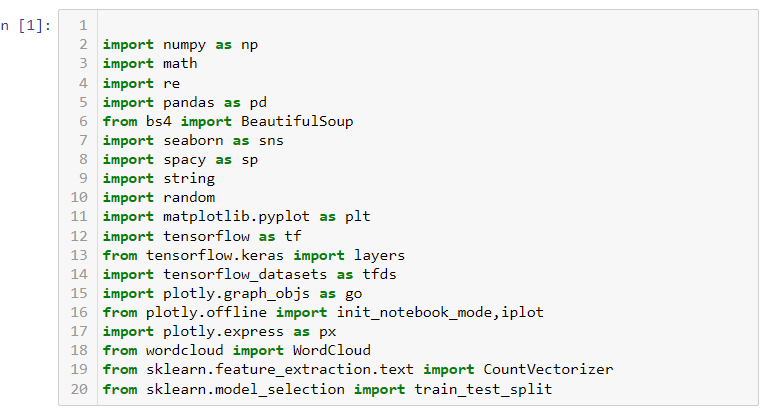 n [1]:
1
2 import numpy as np
3 import math
4 import re
5 import pandas as pd
6 from bs4 import BeautifulSoup
7 import seaborn as sns
8 import spacy as sp
9 import string
10 import random
11 import matplotlib.pyplot as plt
12 import tensorflow as tf
13 from tensorflow.keras import layers
14 import tensorflow_datasets as tfds
15 import plotly.graph_objs as go
16 from plotly.offline import init_notebook_mode,iplot
17 import plotly.express as px
18 from wordcloud import WordCloud
19 from sklearn.feature_extraction.text import CountVectorizer
20 from sklearn.model_selection import train_test_split